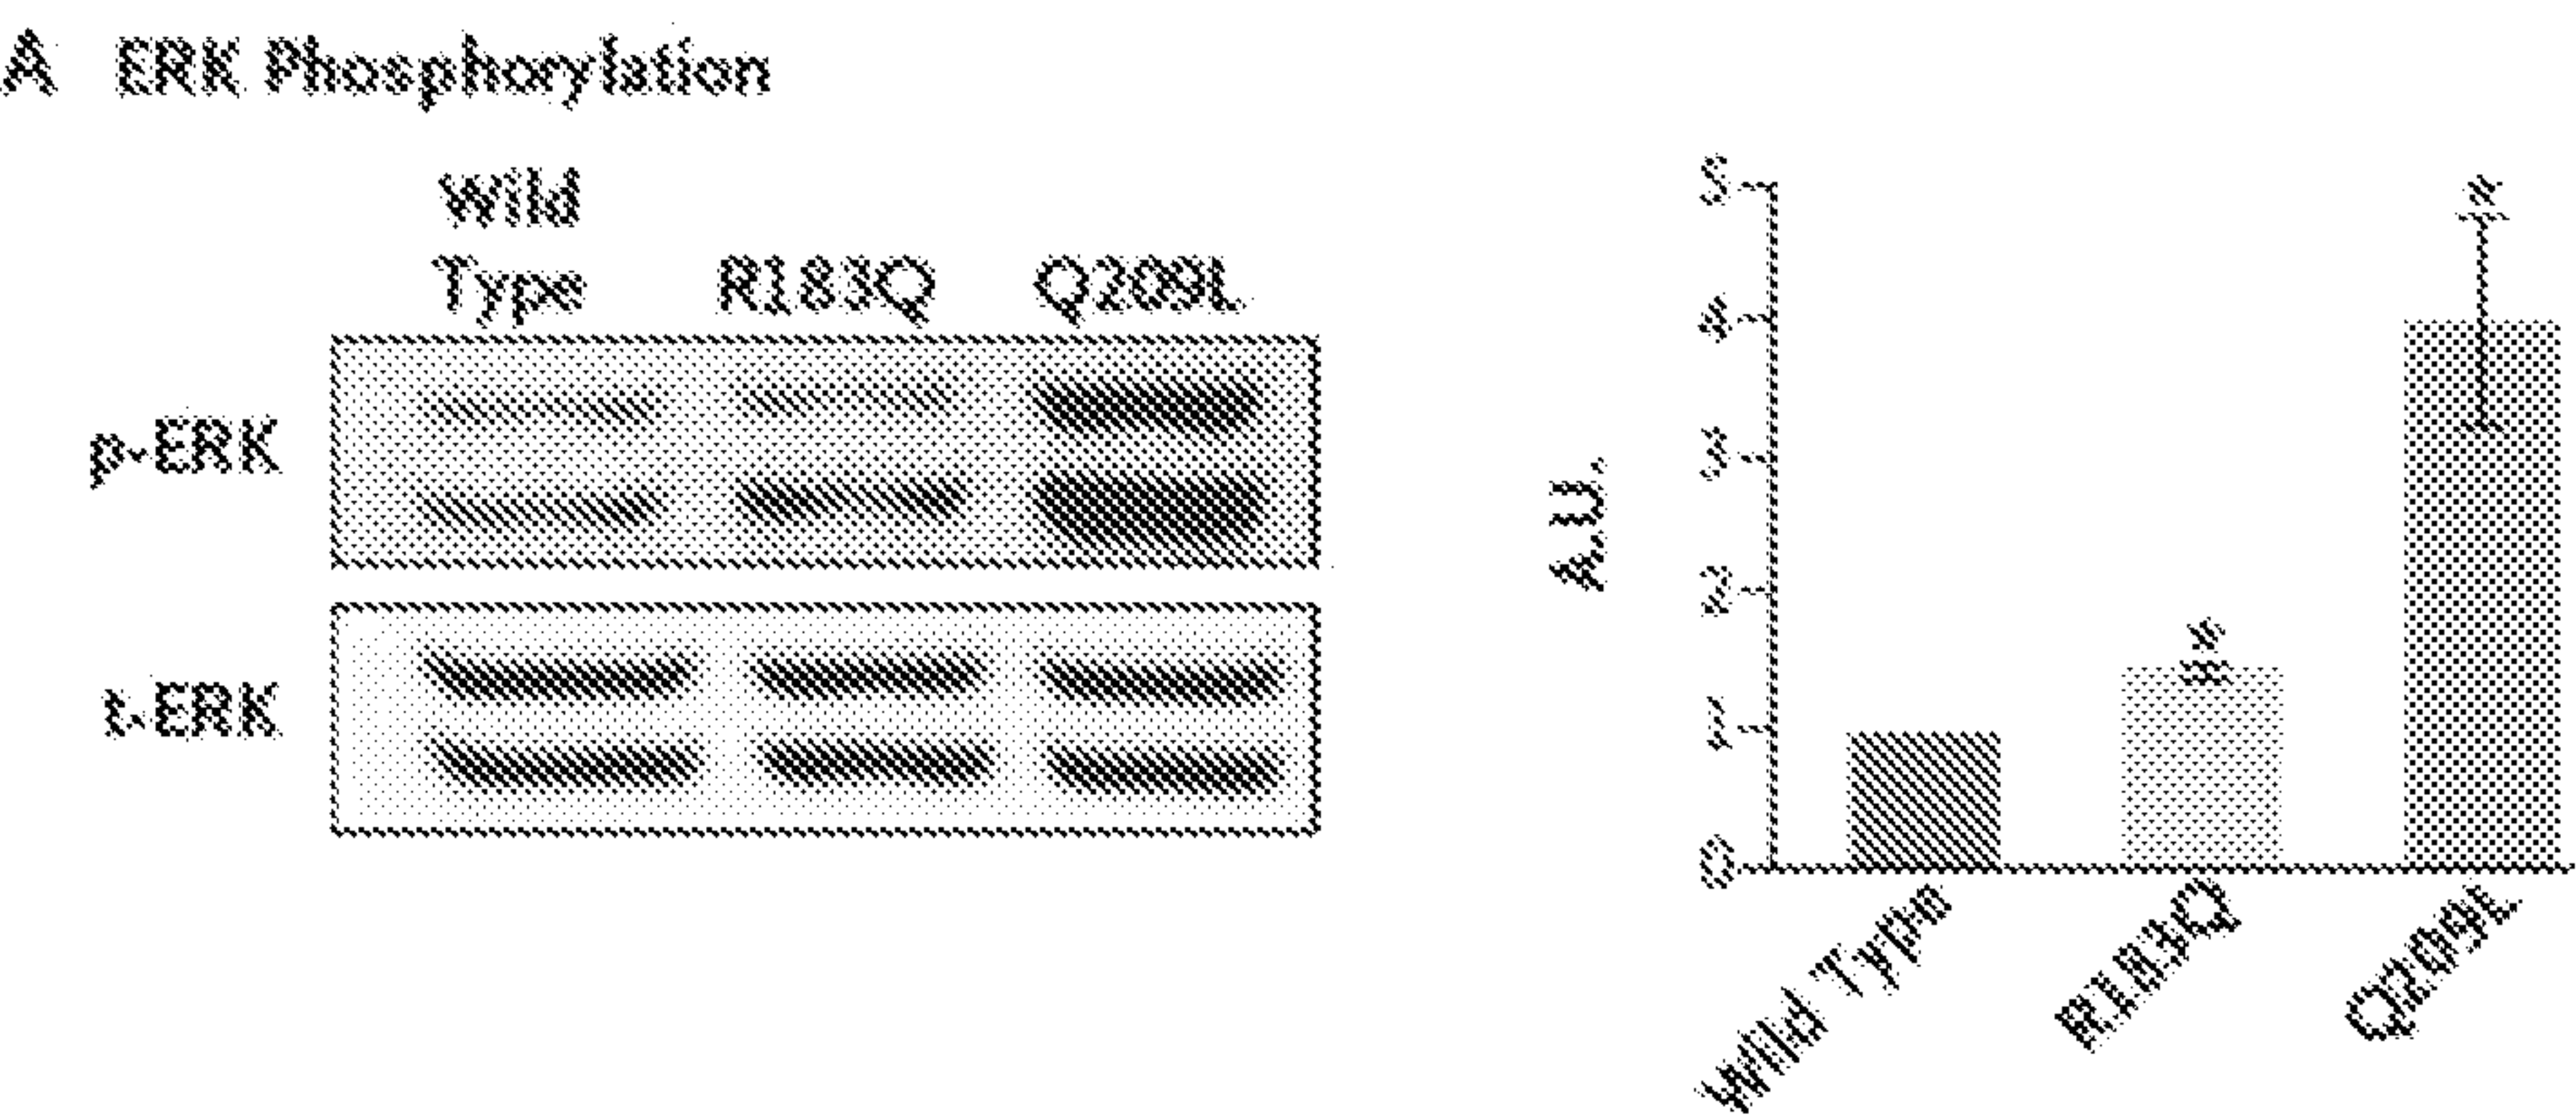 A ERK Phosphorylation
Wild
Type R183Q Q209L
p-ERK
t-ERK
A.U.
5
4
3
2
1
0
*
*
Wild Type
R183Q
Q209L